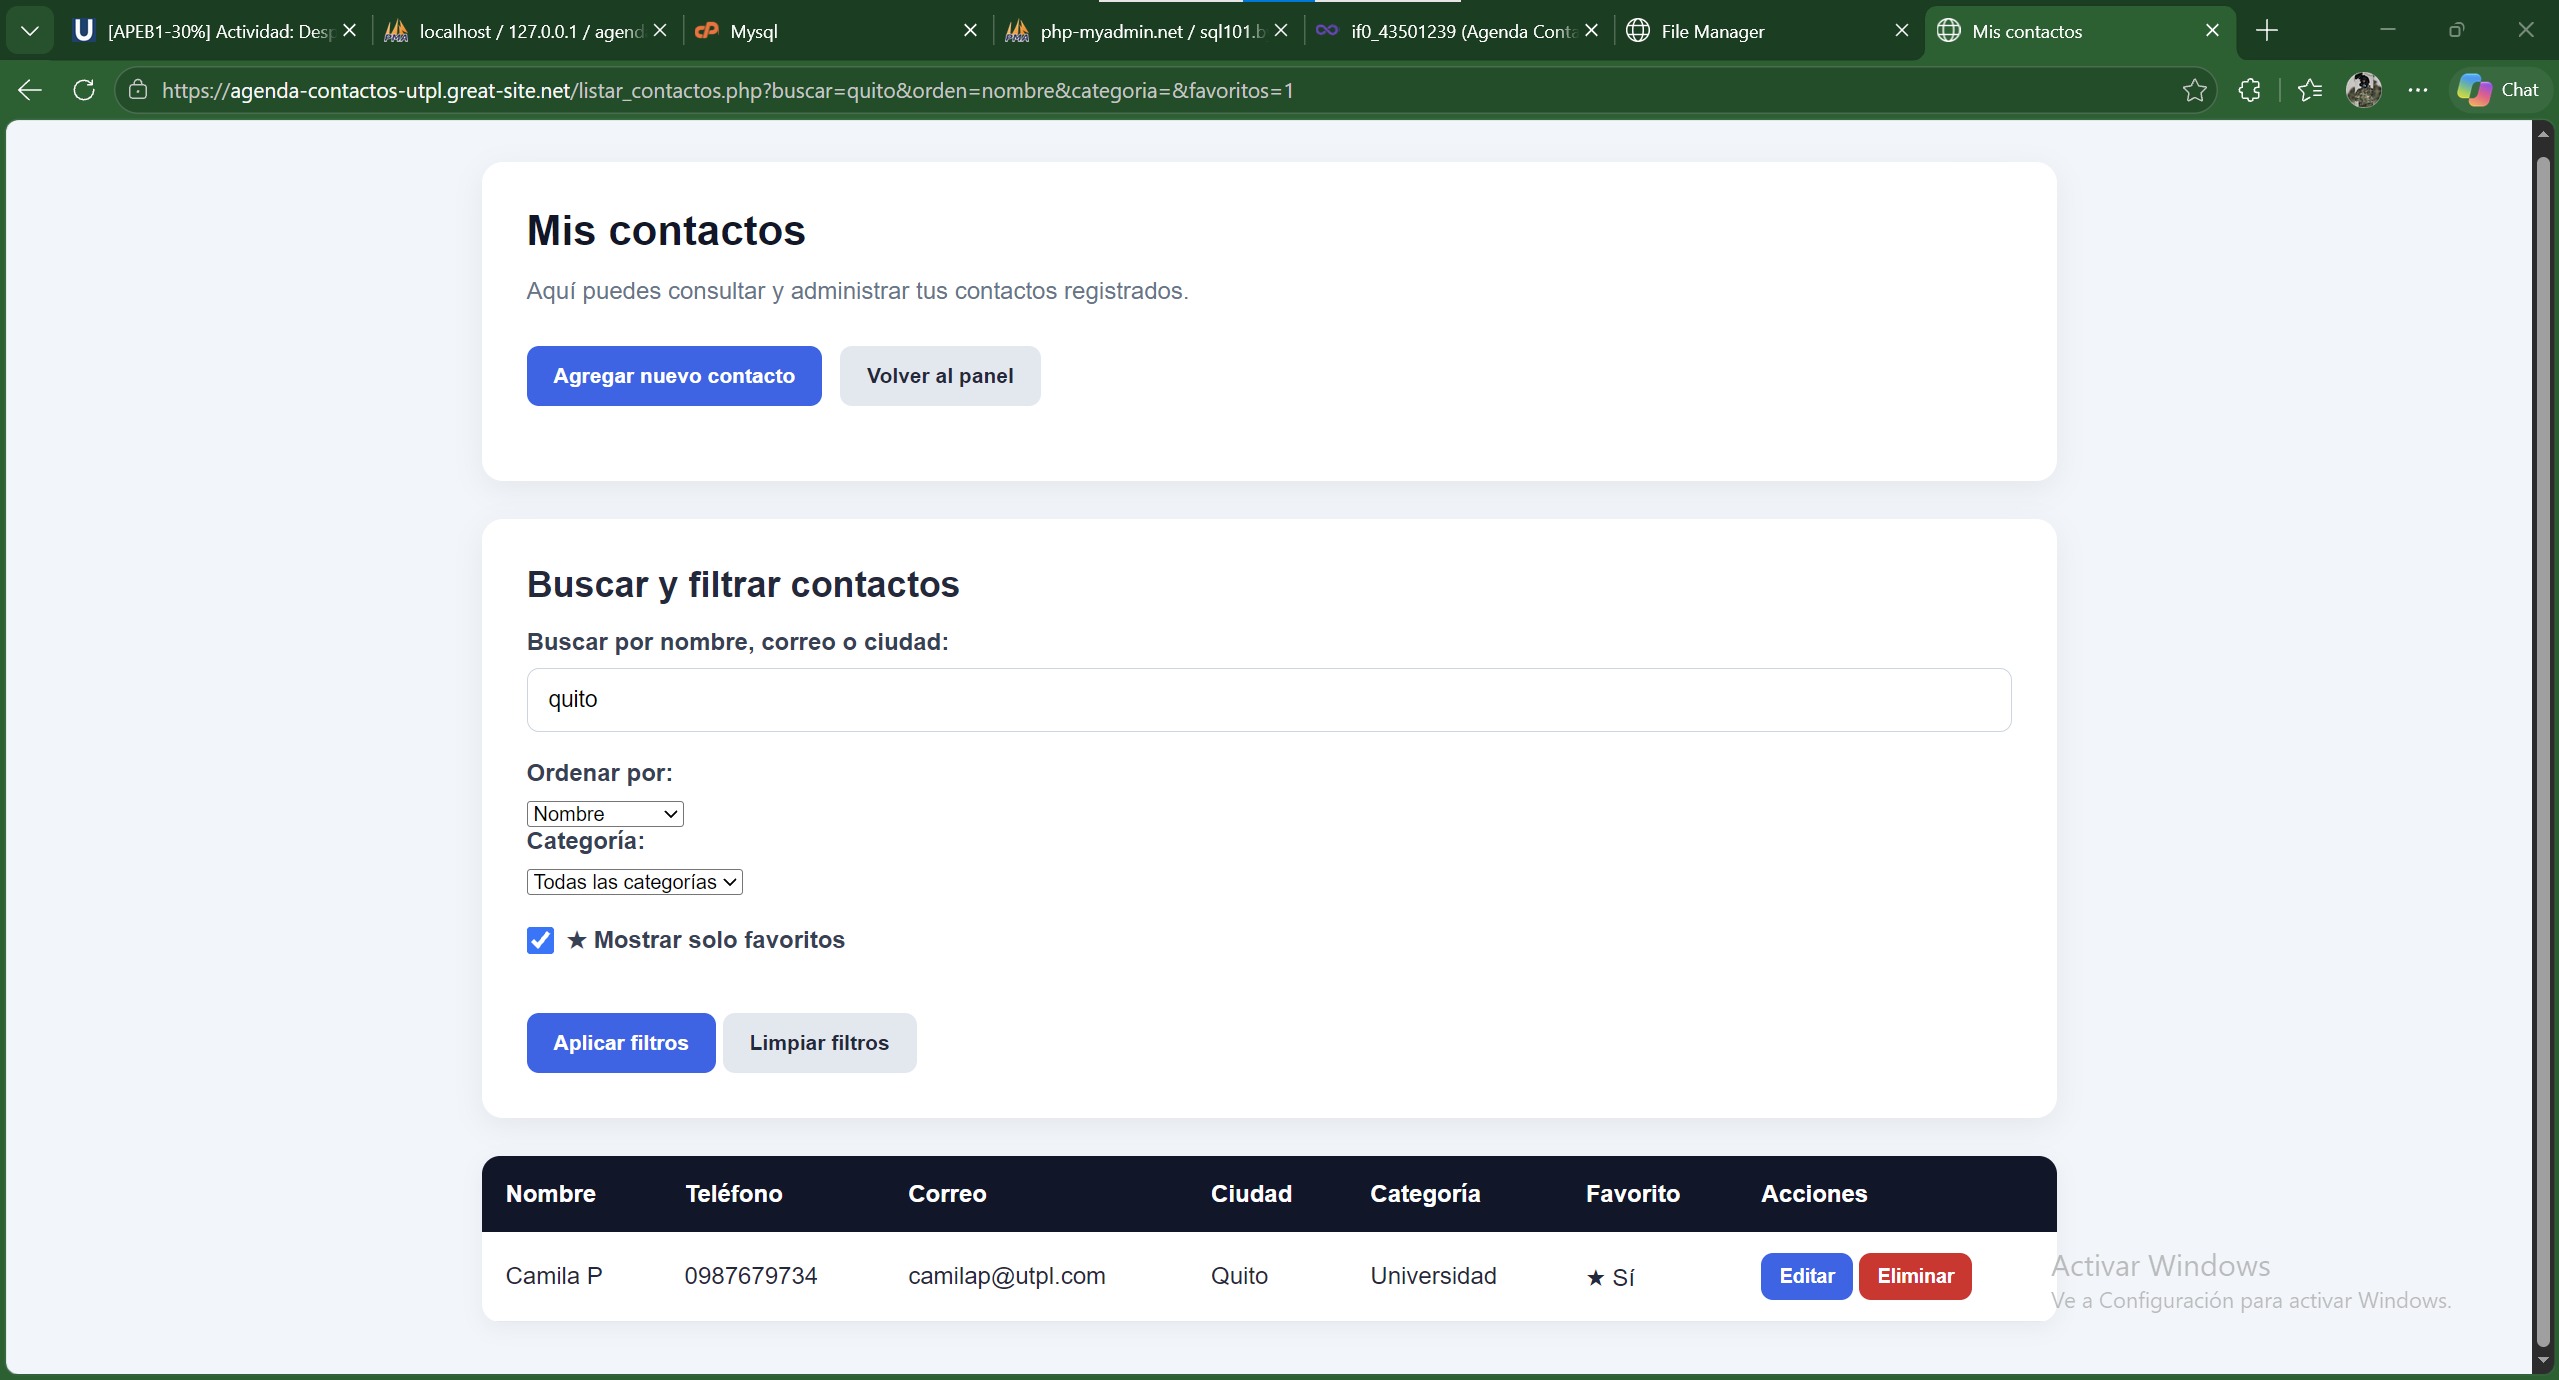 [APEB1-30%] Actividad: Desp
localhost / 127.0.0.1 / agend
Mysql
php-myadmin.net / sql101.b
if0_43501239 (Agenda Conta
File Manager
Mis contactos
https://agenda-contactos-utpl.great-site.net/listar_contactos.php?buscar=quito&orden=nombre&categoria=&favoritos=1
Chat
Mis contactos
Aquí puedes consultar y administrar tus contactos registrados.
Agregar nuevo contacto Volver al panel
Buscar y filtrar contactos
Buscar por nombre, correo o ciudad:
quito
Ordenar por:
Nombre
Categoría:
Todas las categorías
★ Mostrar solo favoritos
Aplicar filtros Limpiar filtros
Nombre Teléfono Correo Ciudad Categoría Favorito Acciones
Camila P 0987679734 camilap@utpl.com Quito Universidad ★ Sí Editar Eliminar
Activar Windows
Ve a Configuración para activar Windows.